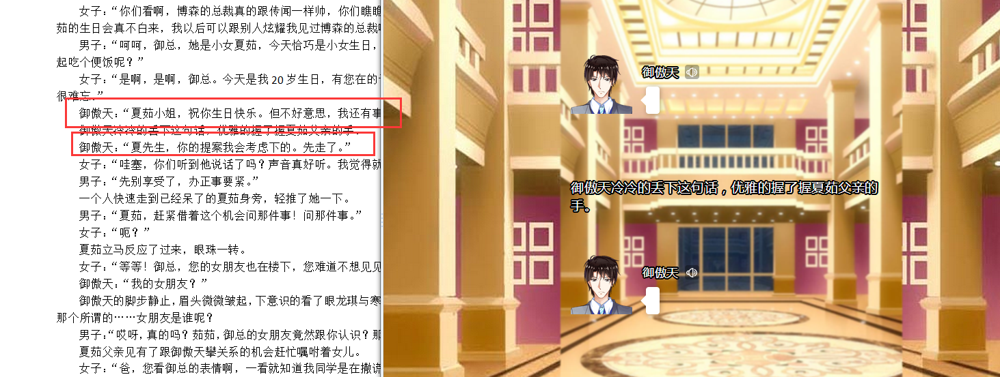 女子：“你们看啊，博森的总裁真的跟传闻一样帅，你们瞧瞧
茹的生日会真不白来，我以后可以跟别人炫耀我见过博森的总裁
男子：“呵呵，御总，她是小女夏茹，今天恰巧是小女生日，
起吃个便饭呢？”
女子：“是啊，是啊，御总。今天是我 20 岁生日，有您在的
很难忘。”
御傲天：“夏茹小姐，祝你生日快乐。但不好意思，我还有事
御傲天冷冷的丢下这句话，优雅的握了握夏茹父亲的手。
御傲天：“夏先生，你的提案我会考虑下的。先走了。”
女子：“哇塞，你们听到他说话了吗？声音真好听。我觉得就
男子：“先别享受了，办正事要紧。”
一个人快速走到已经呆了的夏茹身旁，轻推了她一下。
男子：“夏茹，赶紧借着这个机会问那件事！问那件事。”
女子：“呃？”
夏茹立马反应了过来，眼珠一转。
女子：“等等！御总，您的女朋友也在楼下，您难道不想见见
御傲天：“我的女朋友？”
御傲天的脚步静止，眉头微微皱起，下意识的看了眼龙琪与寒
那个所谓的……女朋友是谁呢？
男子：“哎呀，真的吗？茹茹，御总的女朋友竟然跟你认识？那
夏茹父亲见有了跟御傲天攀关系的机会赶忙嘱咐着女儿。
女子：“爸，您看御总的表情啊，一看就知道我同学是在撒谎
御傲天
御傲天冷冷的丢下这句话，优雅的握了握夏茹父亲的
手。
御傲天